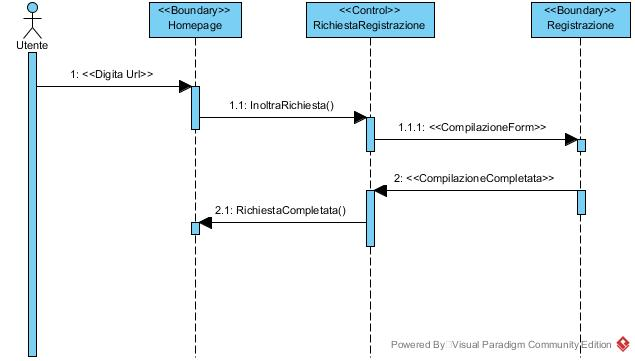 <<Boundary>>
Homepage
<<Control>>
RichiestaRegistrazione
<<Boundary>>
Registrazione
Utente
1: <<Digita Url>>
1.1: InoltraRichiesta()
1.1.1: <<CompilazioneForm>>
2: <<CompilazioneCompletata>>
2.1: RichiestaCompletata()
Powered By Visual Paradigm Community Edition